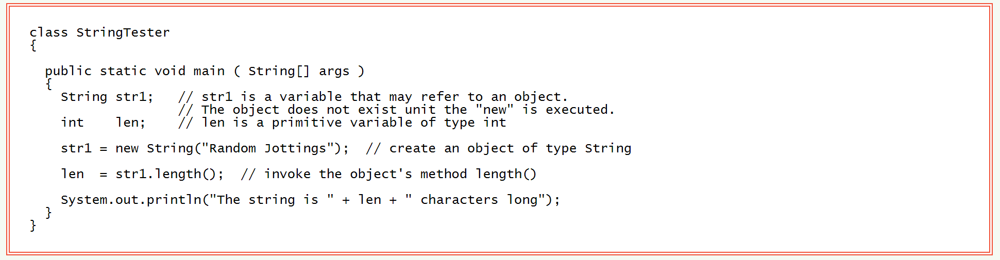 class StringTester
{
  public static void main ( String[] args )
  {
    String str1;   // str1 is a variable that may refer to an object.
                   // The object does not exist unit the "new" is executed.
    int    len;    // len is a primitive variable of type int
    str1 = new String("Random Jottings");  // create an object of type String
    len  = str1.length();  // invoke the object's method length()
    System.out.println("The string is " + len + " characters long");
  }
}